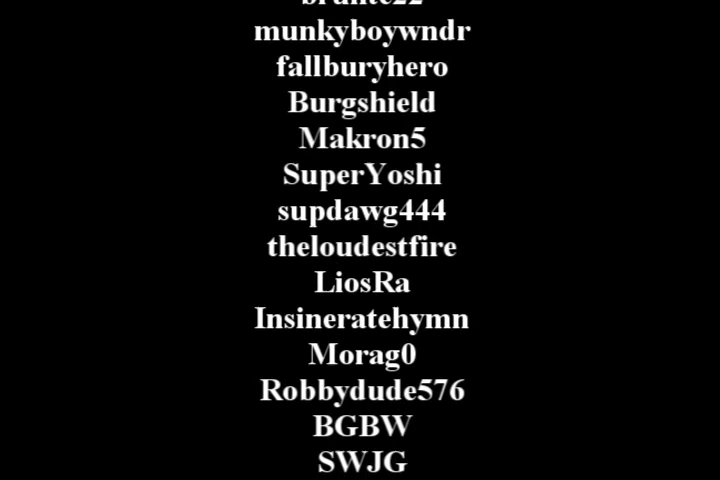 munkyboywndr
fallburyhero
Burgshield
Makron5
SuperYoshi
supdawg444
theloudestfire
LiosRa
Insineratehymn
Morag0
Robbydude576
BGBW
SWJG